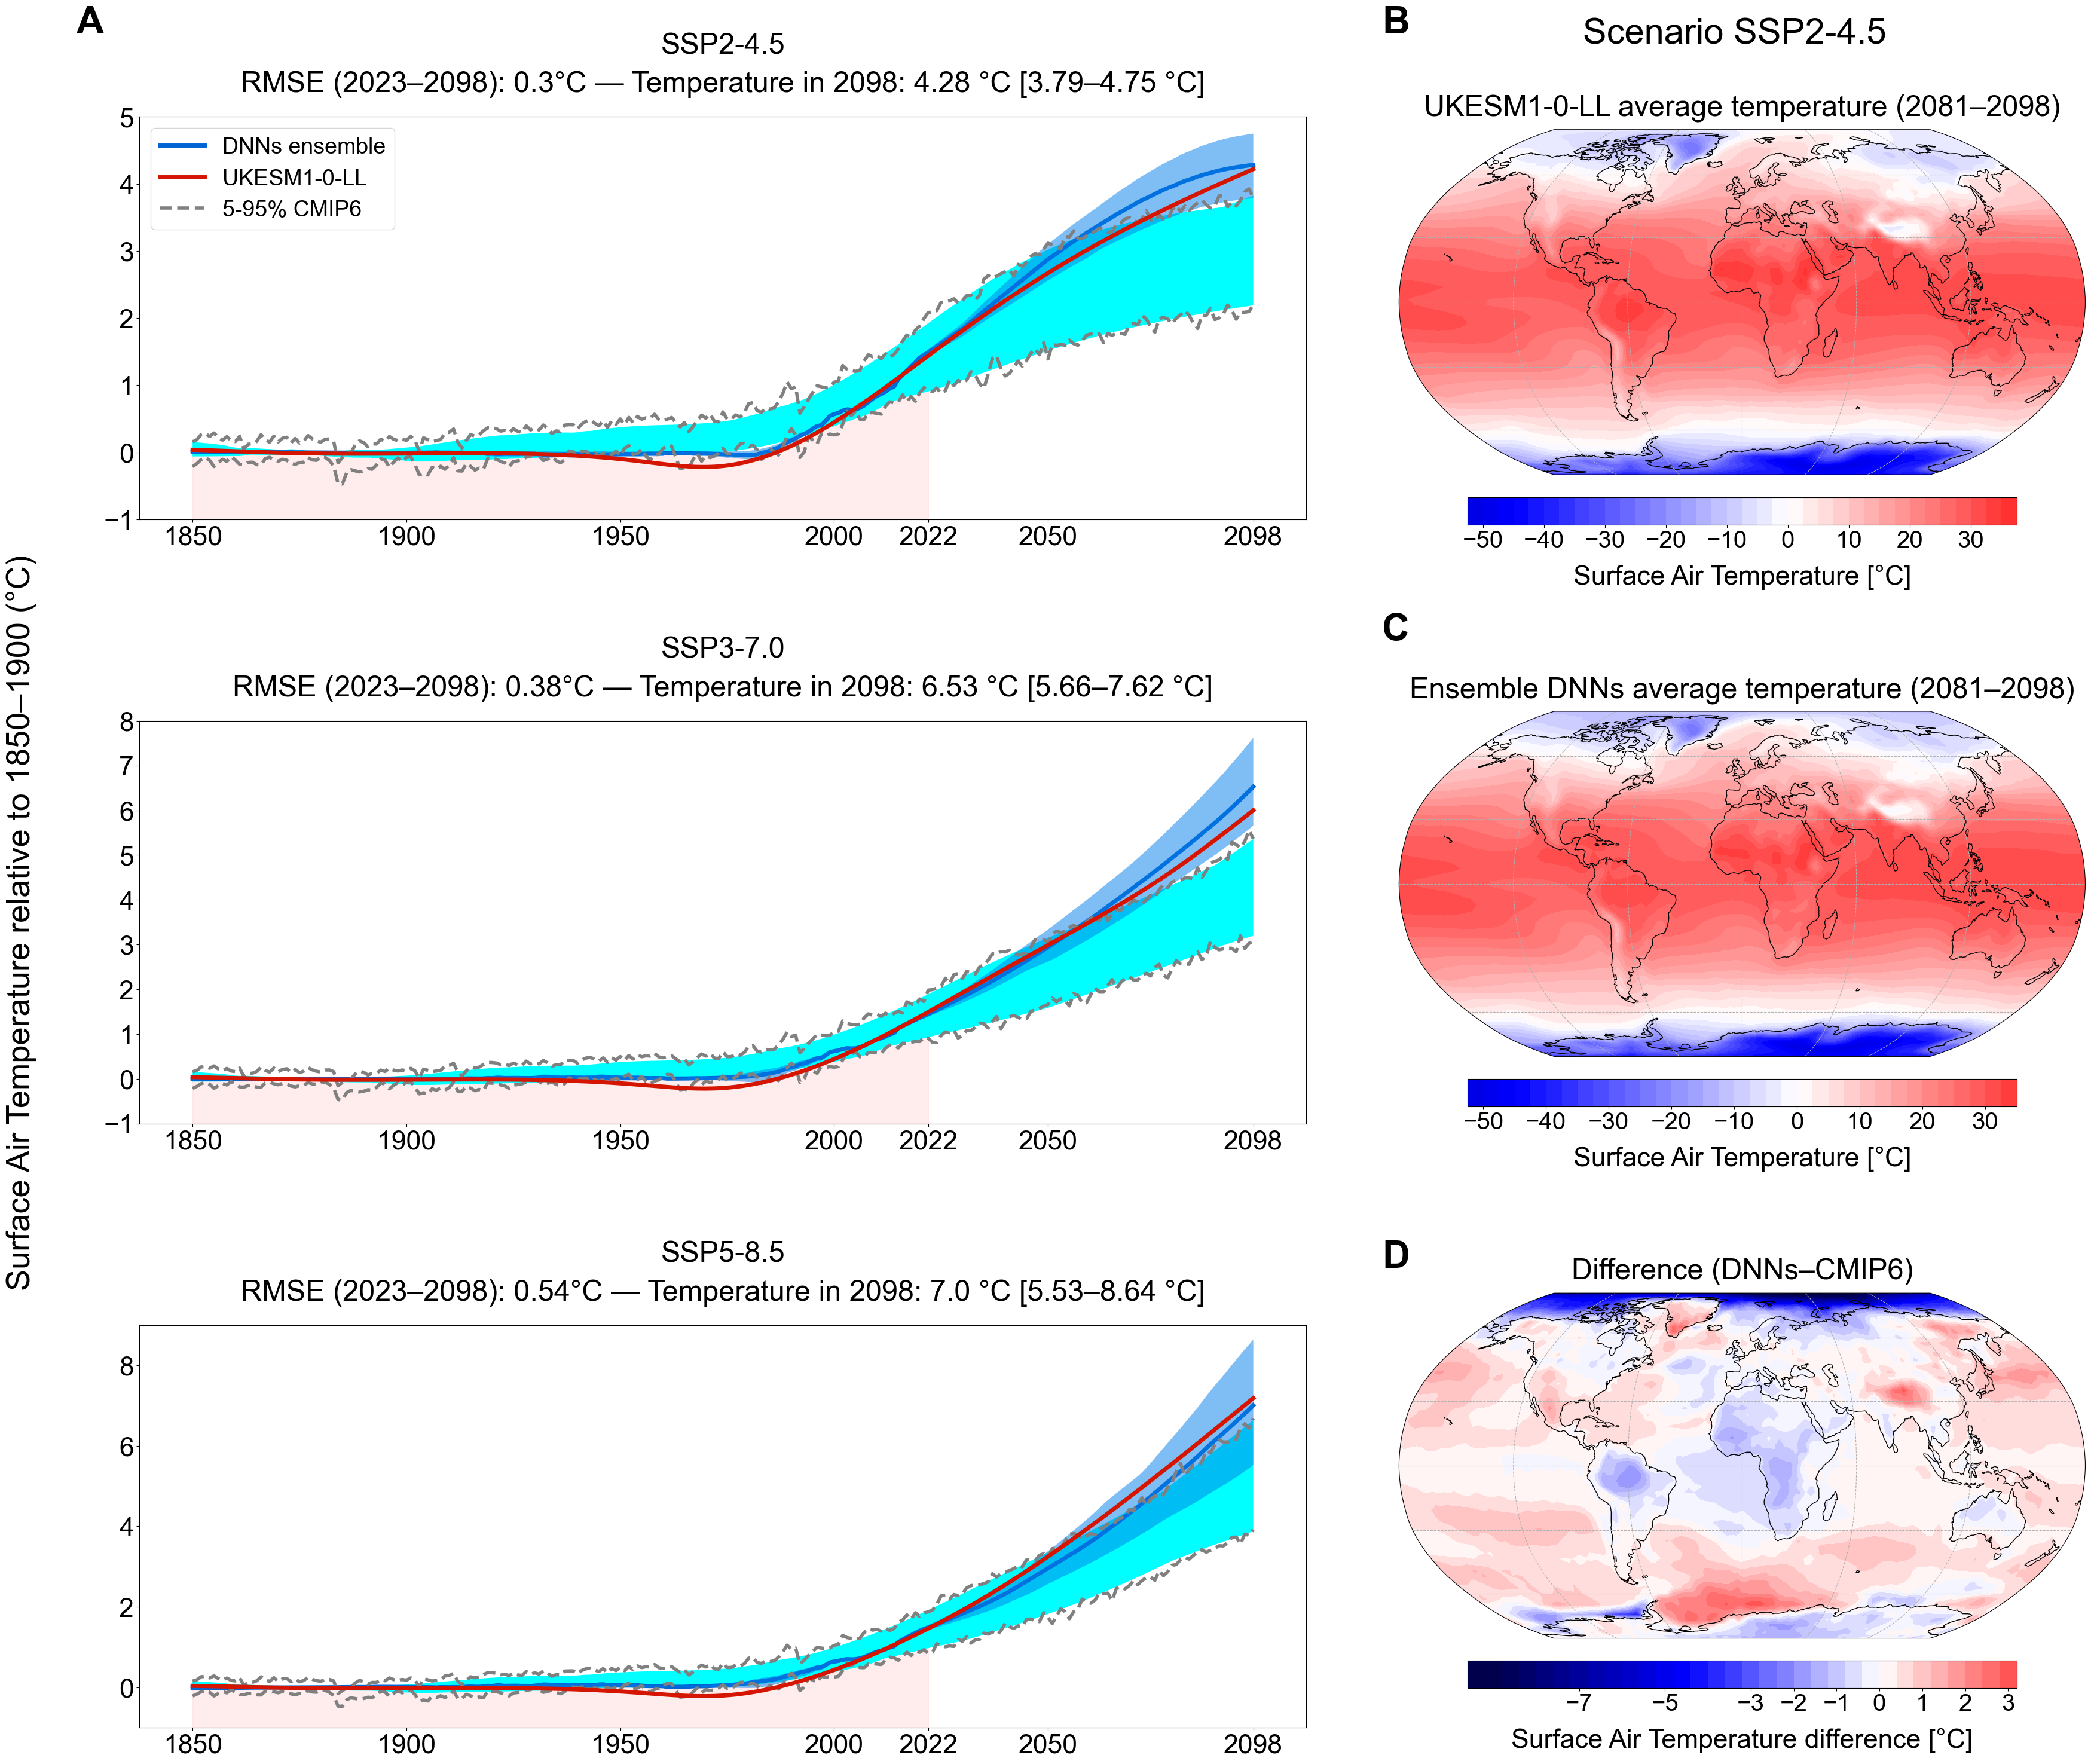 Surface Air Temperature relative to 1850–1900 (°C)
A
SSP2-4.5
RMSE (2023–2098): 0.3°C — Temperature in 2098: 4.28 °C [3.79–4.75 °C]
DNNs ensemble
UKESM1-0-LL
5-95% CMIP6
5
4
3
2
1
0
−1
1850 1900 1950 2000 2022 2050 2098
SSP3-7.0
RMSE (2023–2098): 0.38°C — Temperature in 2098: 6.53 °C [5.66–7.62 °C]
8
7
6
5
4
3
2
1
0
−1
1850 1900 1950 2000 2022 2050 2098
SSP5-8.5
RMSE (2023–2098): 0.54°C — Temperature in 2098: 7.0 °C [5.53–8.64 °C]
8
6
4
2
0
1850 1900 1950 2000 2022 2050 2098
B
Scenario SSP2-4.5
UKESM1-0-LL average temperature (2081–2098)
−50 −40 −30 −20 −10 0 10 20 30
Surface Air Temperature [°C]
C
Ensemble DNNs average temperature (2081–2098)
−50 −40 −30 −20 −10 0 10 20 30
Surface Air Temperature [°C]
D
Difference (DNNs–CMIP6)
−7 −5 −3 −2 −1 0 1 2 3
Surface Air Temperature difference [°C]